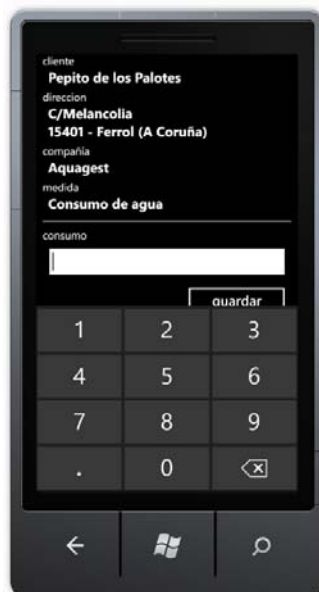 cliente
Pepito de los Palotes
direccion
C/Melancolia
15401 - Ferrol (A Coruña)
compañía
Aquagest
medida
Consumo de agua
consumo
guardar
1 2 3
4 5 6
7 8 9
. 0